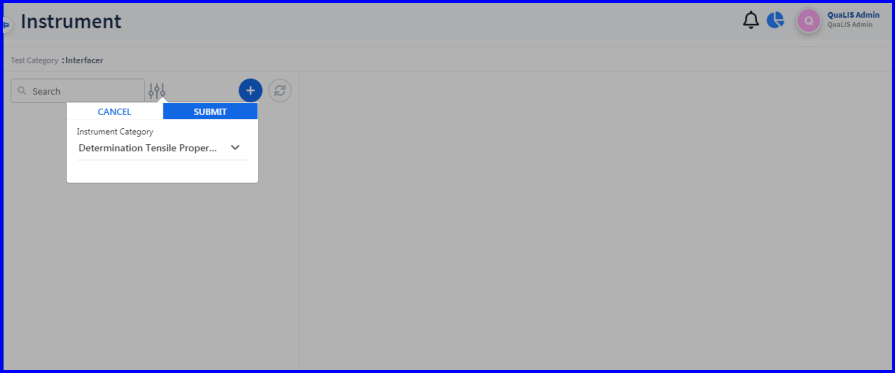 Instrument
Q
QuaLIS Admin
QuaLIS Admin
Test Category : Interfacer
Search
CANCEL
SUBMIT
Instrument Category
Determination Tensile Proper...